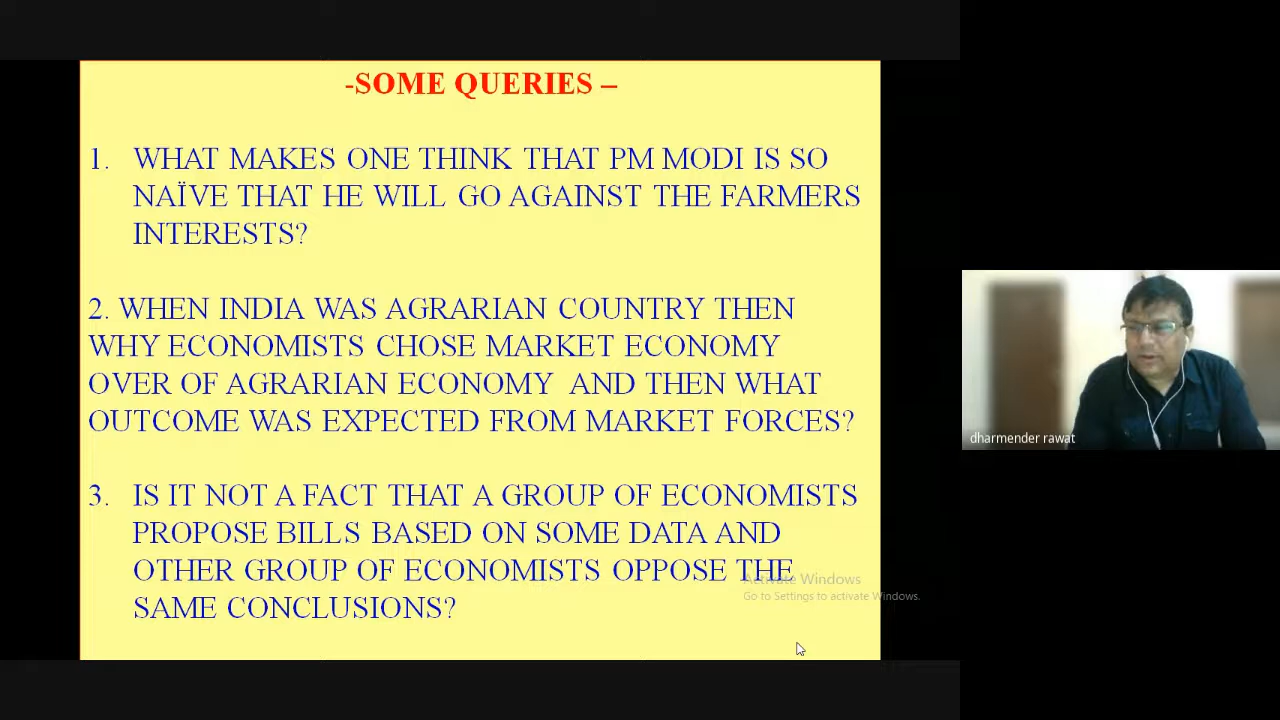 -SOME QUERIES –
1. WHAT MAKES ONE THINK THAT PM MODI IS SO
NAÏVE THAT HE WILL GO AGAINST THE FARMERS
INTERESTS?
2. WHEN INDIA WAS AGRARIAN COUNTRY THEN
WHY ECONOMISTS CHOSE MARKET ECONOMY
OVER OF AGRARIAN ECONOMY AND THEN WHAT
OUTCOME WAS EXPECTED FROM MARKET FORCES?
3. IS IT NOT A FACT THAT A GROUP OF ECONOMISTS
PROPOSE BILLS BASED ON SOME DATA AND
OTHER GROUP OF ECONOMISTS OPPOSE THE
SAME CONCLUSIONS?
Activate Windows
Go to Settings to activate Windows.
dharmender rawat